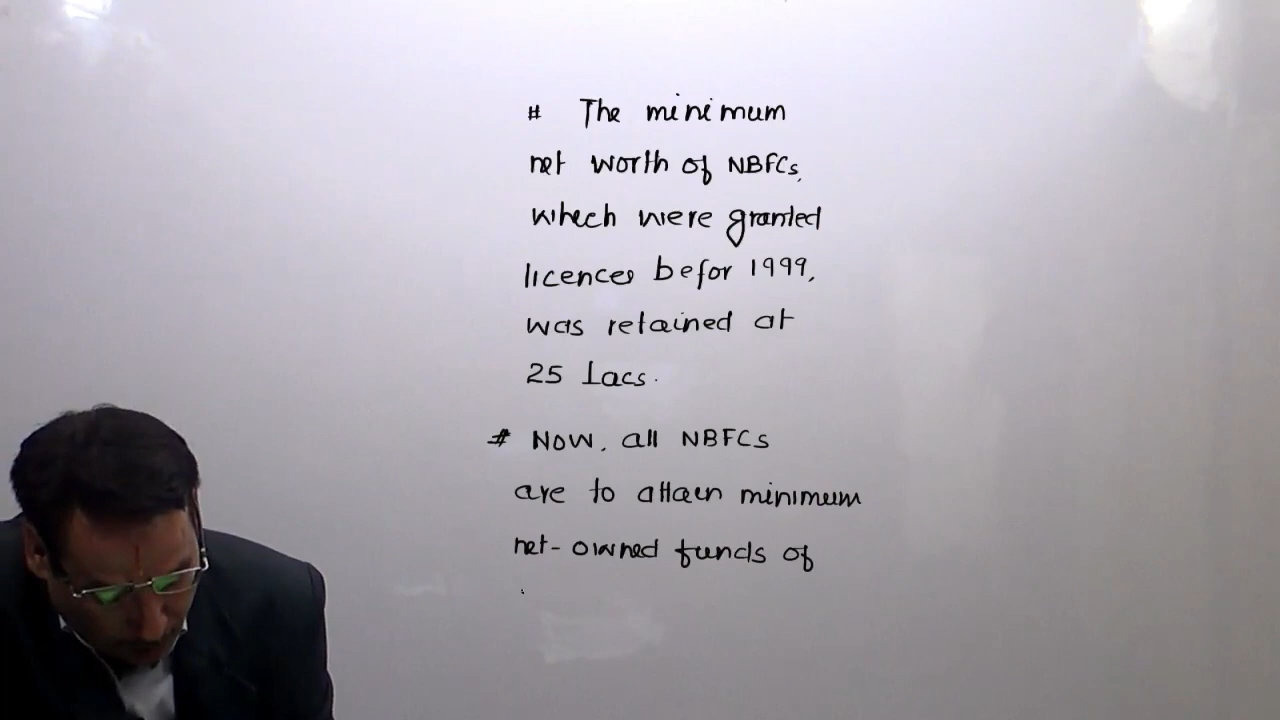 # The minimum
net worth of NBFCs,
which were granted
licences befor 1999,
was retained at
25 Lacs.
# Now, all NBFCs
are to attain minimum
net-owned funds of